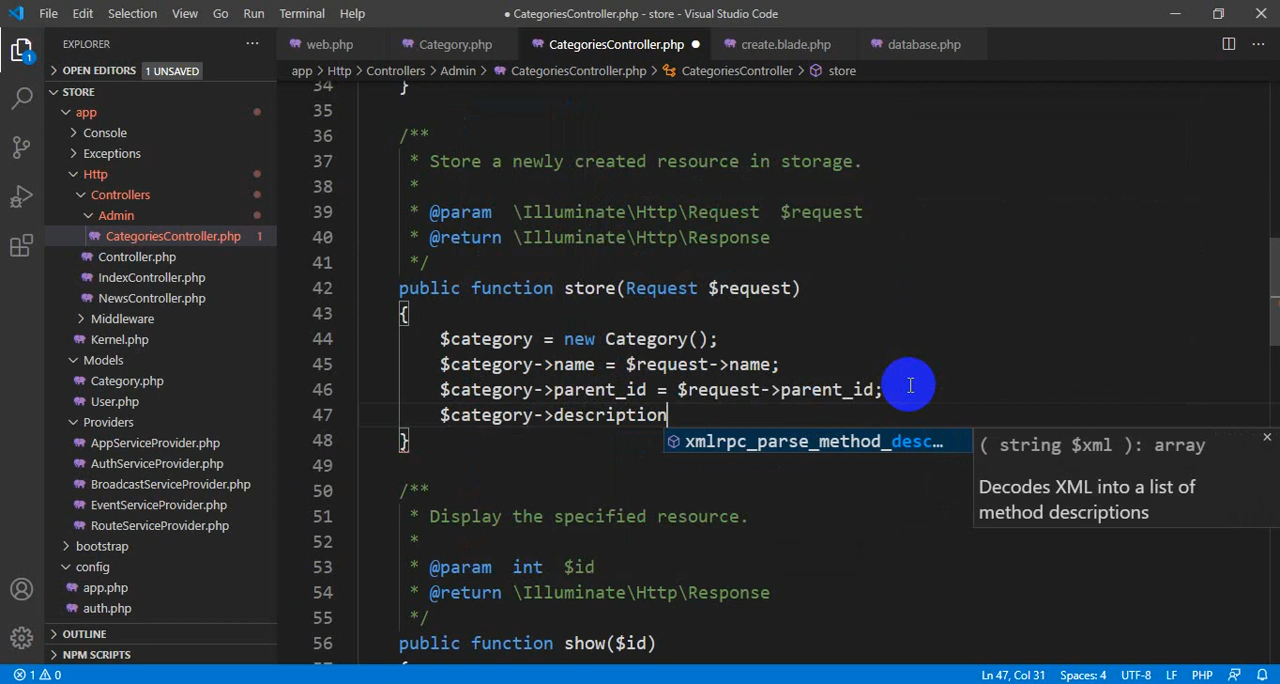 File Edit Selection View Go Run Terminal Help
● CategoriesController.php - store - Visual Studio Code
EXPLORER
web.php Category.php CategoriesController.php ● create.blade.php database.php
1
OPEN EDITORS 1 UNSAVED
app > Http > Controllers > Admin > CategoriesController.php > CategoriesController > store
STORE
app
Console
Exceptions
Http
Controllers
Admin
CategoriesController.php 1
Controller.php
IndexController.php
NewsController.php
Middleware
Kernel.php
Models
Category.php
User.php
Providers
AppServiceProvider.php
AuthServiceProvider.php
BroadcastServiceProvider.php
EventServiceProvider.php
RouteServiceProvider.php
bootstrap
config
app.php
auth.php
OUTLINE
NPM SCRIPTS
34 }
35
36 /**
37 * Store a newly created resource in storage.
38 *
39 * @param \Illuminate\Http\Request $request
40 * @return \Illuminate\Http\Response
41 */
42 public function store(Request $request)
43 {
44 $category = new Category();
45 $category->name = $request->name;
46 $category->parent_id = $request->parent_id;
47 $category->description
xmlrpc_parse_method_desc…
( string $xml ): array
Decodes XML into a list of
method descriptions
48 }
49
50 /**
51 * Display the specified resource.
52 *
53 * @param int $id
54 * @return \Illuminate\Http\Response
55 */
56 public function show($id)
1 0 Ln 47, Col 31 Spaces: 4 UTF-8 LF PHP